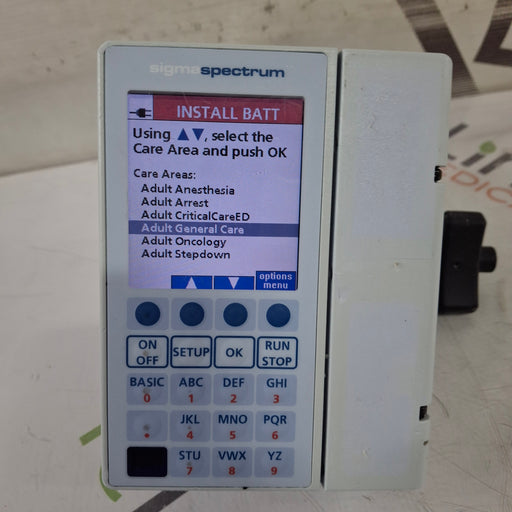 sigmaspectrum
INSTALL BATT
Using ▲▼, select the
Care Area and push OK
Care Areas:
Adult Anesthesia
Adult Arrest
Adult CriticalCareED
Adult General Care
Adult Oncology
Adult Stepdown
options
menu
ON
OFF
SETUP
OK
RUN
STOP
BASIC
0
ABC
1
DEF
2
GHI
3
.
JKL
4
MNO
5
PQR
6
STU
7
VWX
8
YZ
9